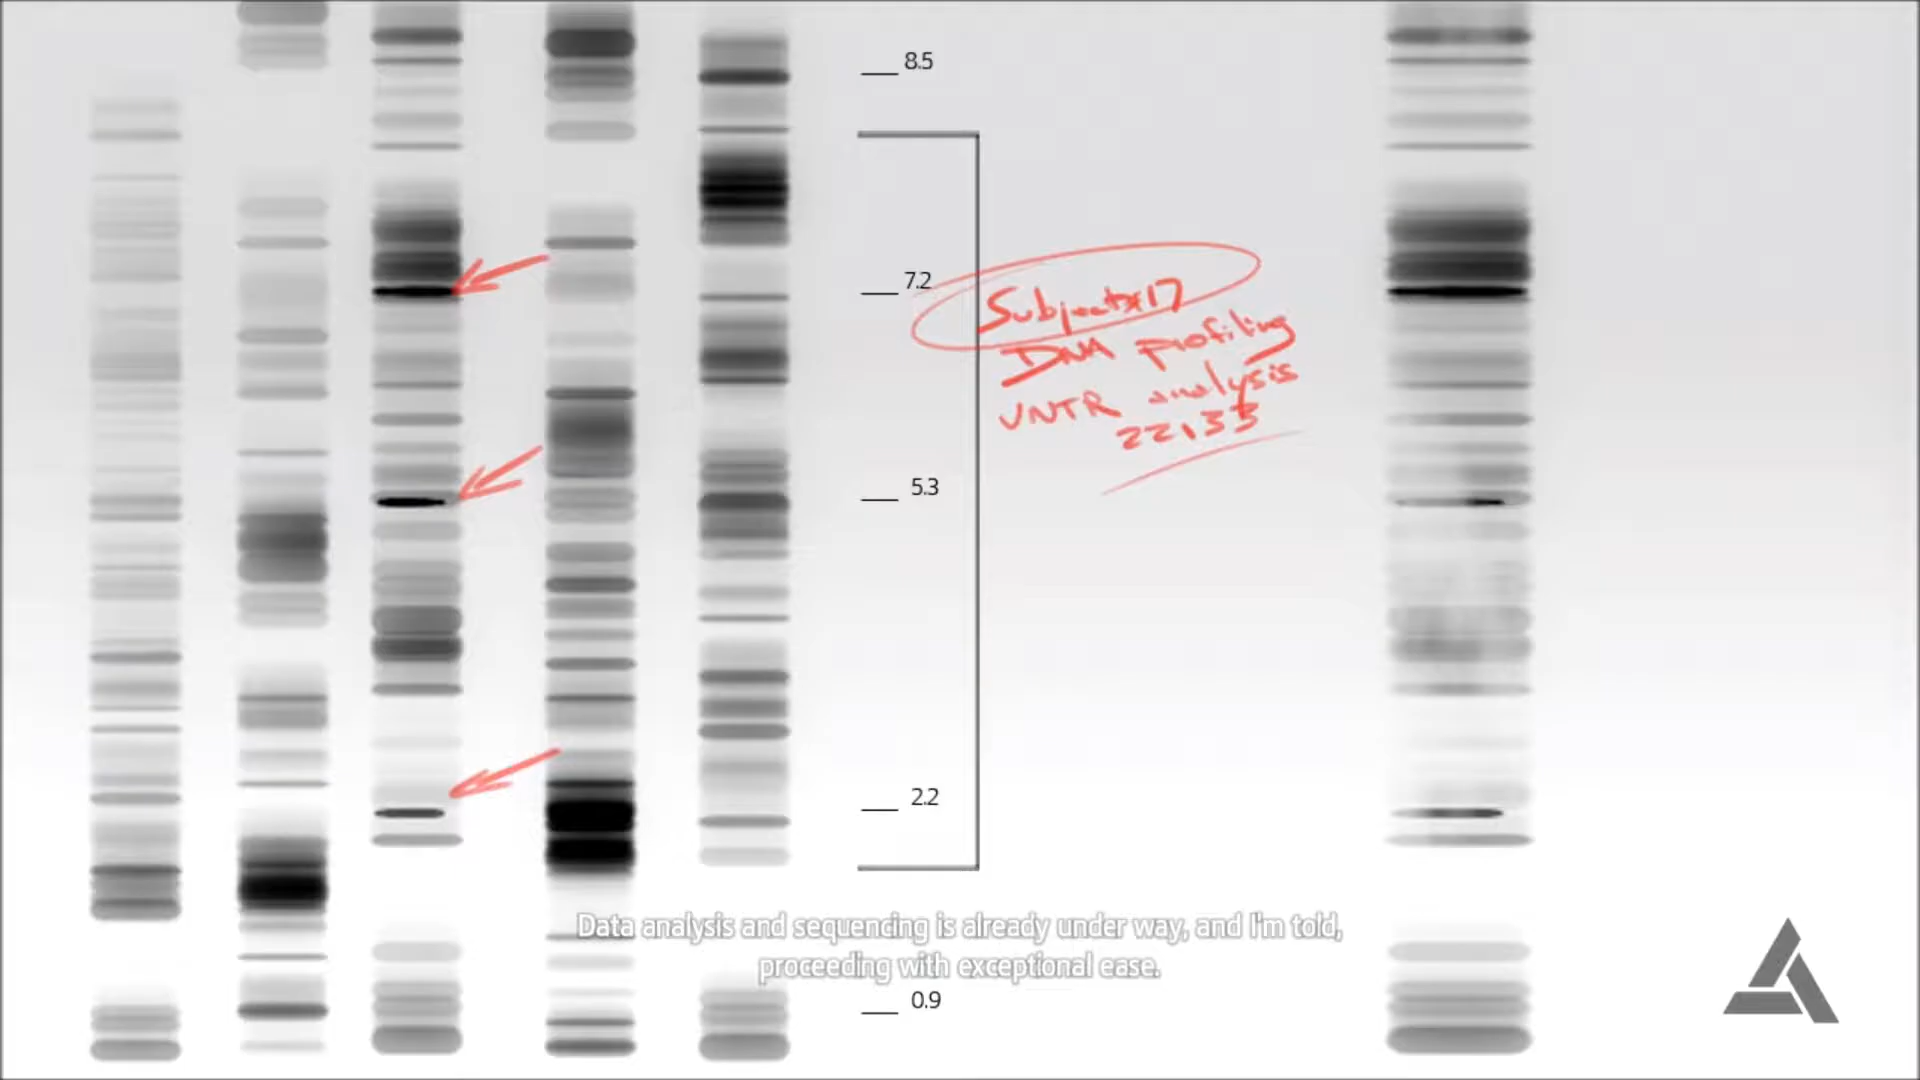 8.5
7.2
Subject 17
DNA profiling
VNTR analysis
22133
5.3
2.2
Data analysis and sequencing is already under way, and I'm told,
proceeding with exceptional ease.
0.9